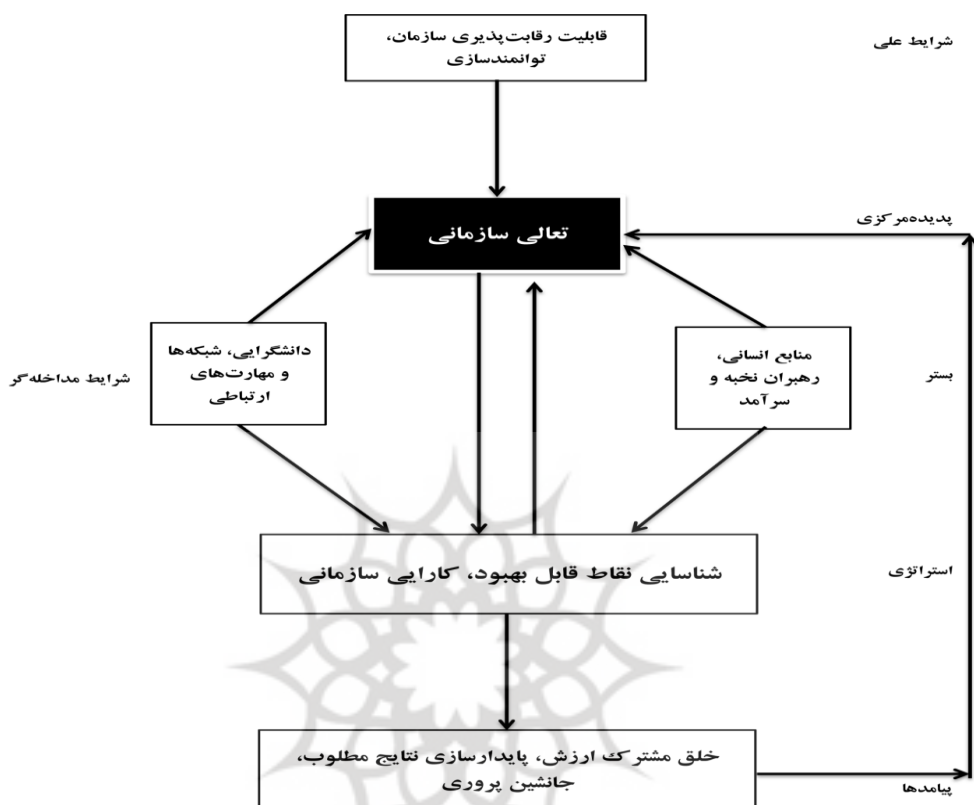 قابلیت رقابت‌پذیری سازمان،
توانمندسازی
شرایط علی
تعالی سازمانی
پدیده‌مرکزی
منابع انسانی،
رهبران نخبه و
سرآمد
بستر
دانشگرایی، شبکه‌ها
و مهارت‌های
ارتباطی
شرایط مداخله‌گر
شناسایی نقاط قابل بهبود، کارایی سازمانی
استراتژی
خلق مشترک ارزش، پایدارسازی نتایج مطلوب،
جانشین پروری
پیامدها